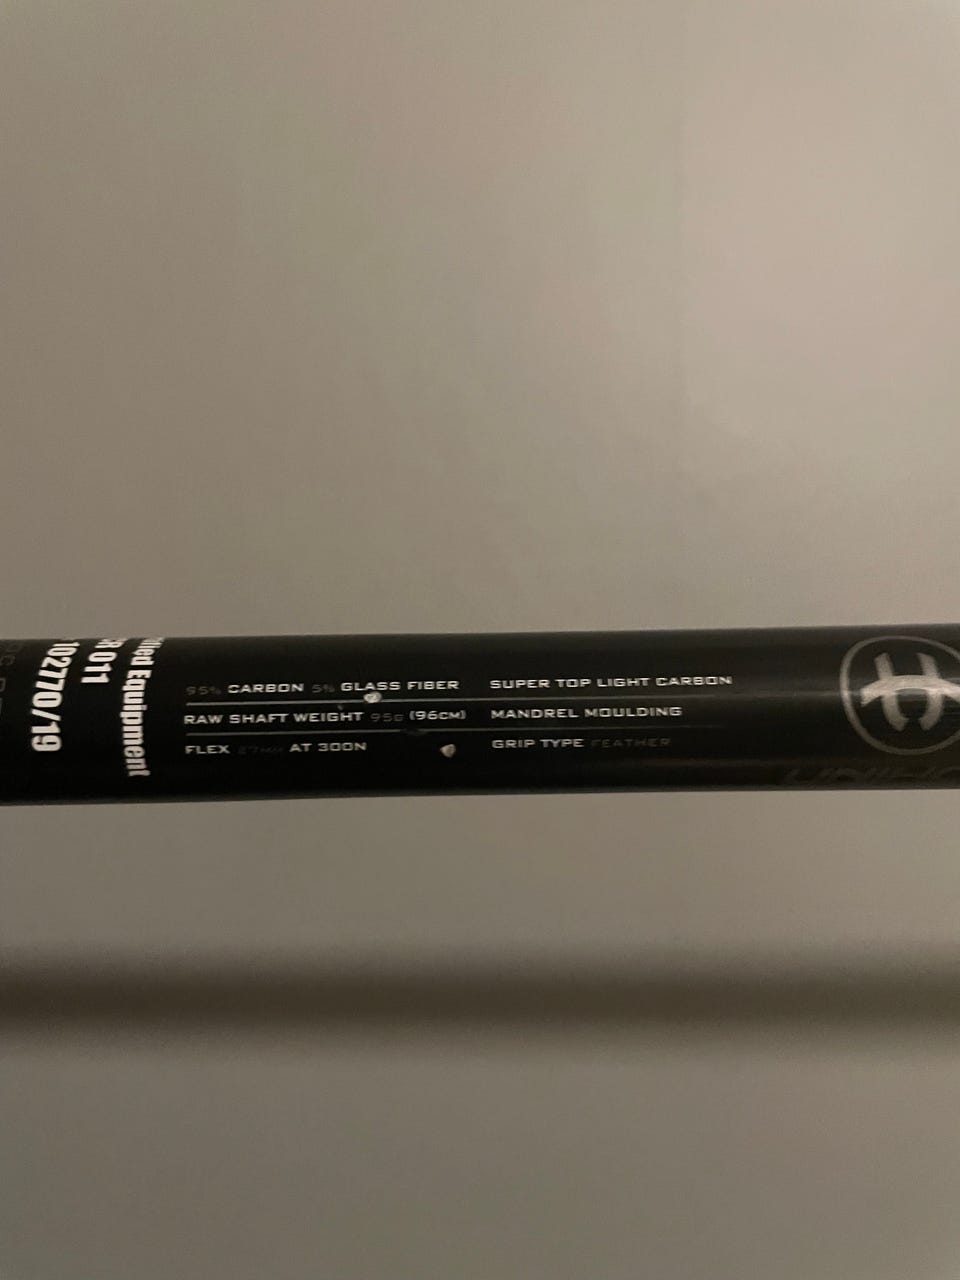 Equipment
011
102770/19
95% CARBON 5% GLASS FIBER
RAW SHAFT WEIGHT 95G (96CM)
FLEX 27MM AT 300N
SUPER TOP LIGHT CARBON
MANDREL MOULDING
GRIP TYPE FEATHER